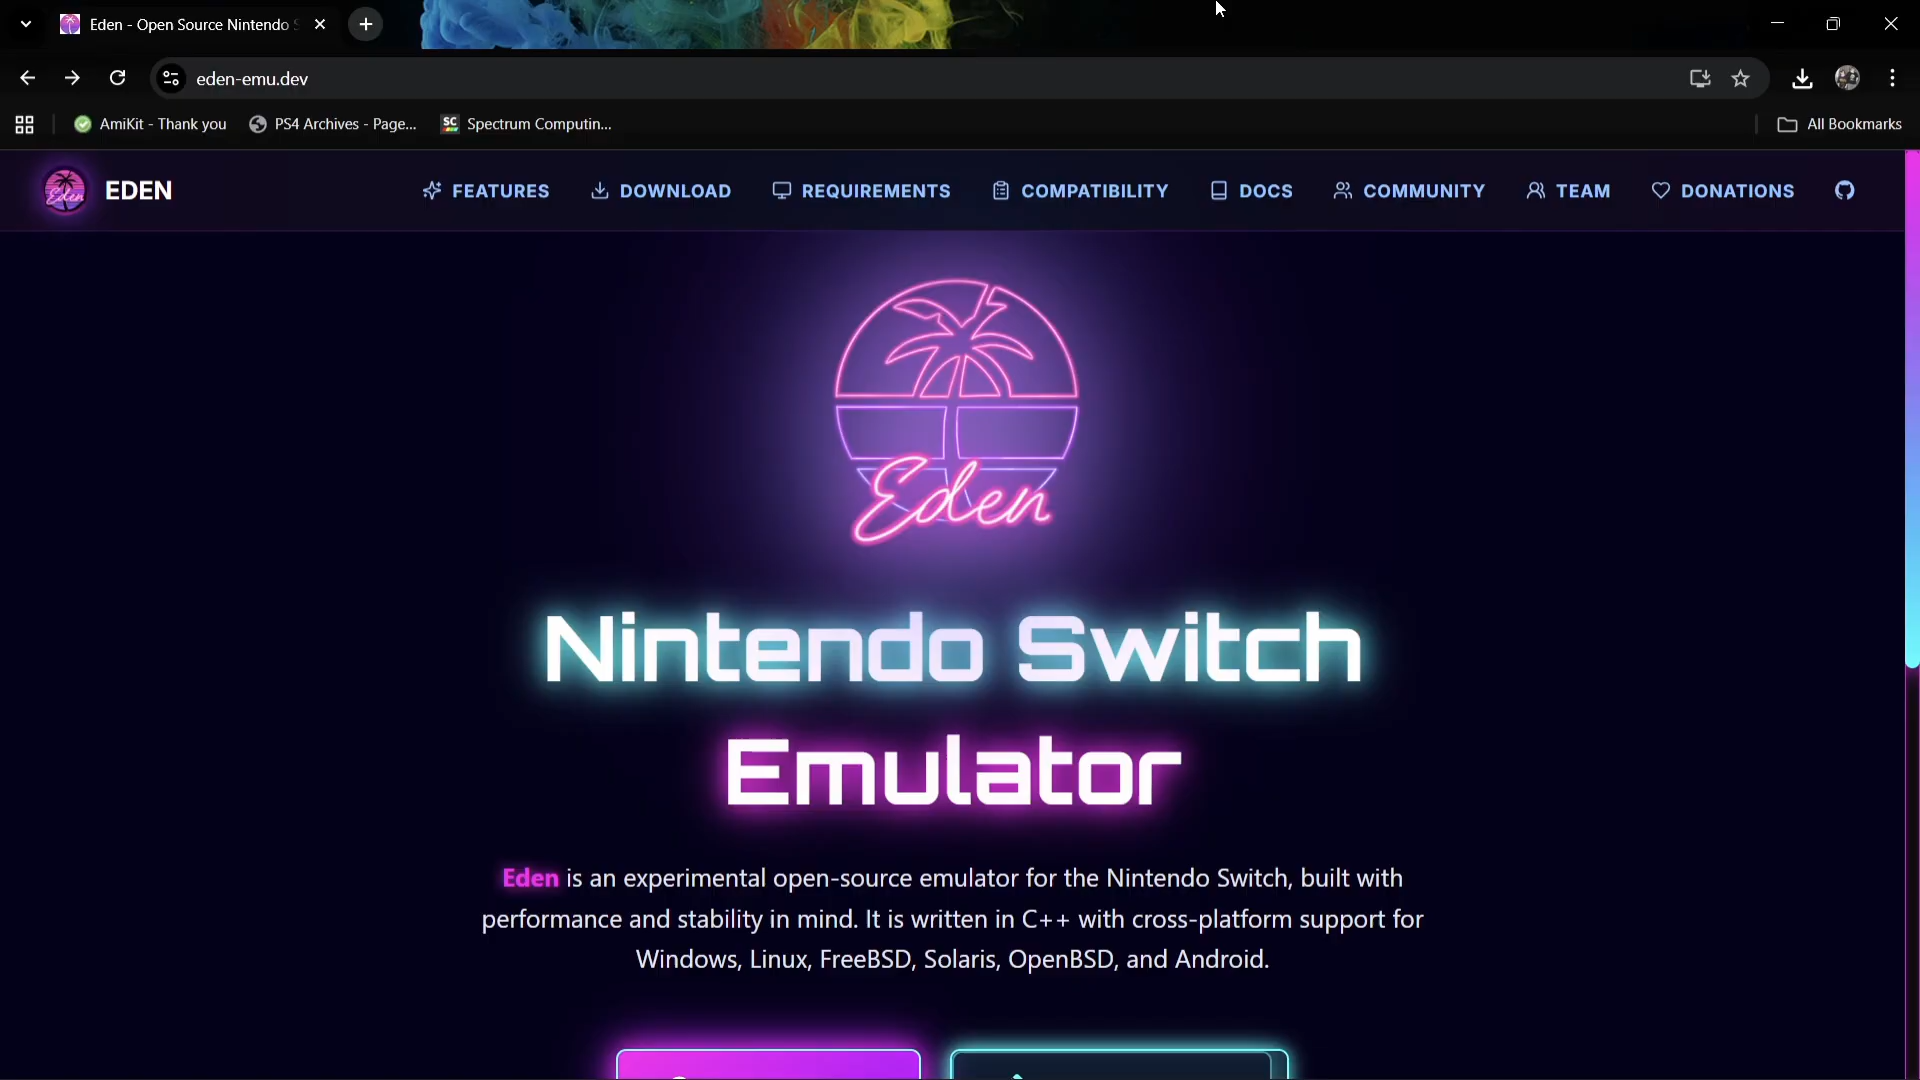 Eden - Open Source Nintendo S
eden-emu.dev
AmiKit - Thank you
PS4 Archives - Page...
SC Spectrum Computin...
All Bookmarks
Eden EDEN
FEATURES
DOWNLOAD
REQUIREMENTS
COMPATIBILITY
DOCS
COMMUNITY
TEAM
DONATIONS
Eden
Nintendo Switch
Emulator
Eden is an experimental open-source emulator for the Nintendo Switch, built with
performance and stability in mind. It is written in C++ with cross-platform support for
Windows, Linux, FreeBSD, Solaris, OpenBSD, and Android.